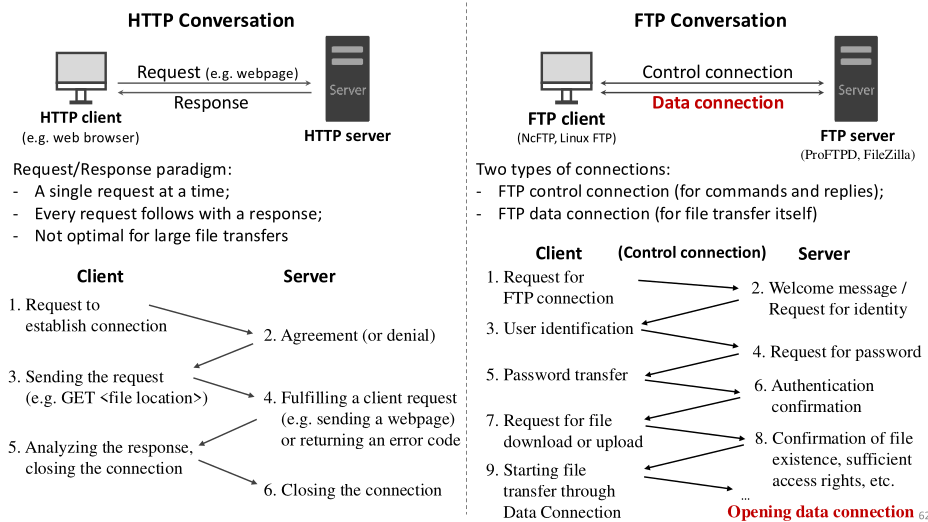 HTTP Conversation
Request (e.g. webpage)
Response
Server
HTTP client
(e.g. web browser)
HTTP server
Request/Response paradigm:
- A single request at a time;
- Every request follows with a response;
- Not optimal for large file transfers
Client
Server
1. Request to
establish connection
2. Agreement (or denial)
3. Sending the request
(e.g. GET <file location>)
4. Fulfilling a client request
(e.g. sending a webpage)
or returning an error code
5. Analyzing the response,
closing the connection
6. Closing the connection
FTP Conversation
Control connection
Data connection
Server
FTP client
(NcFTP, Linux FTP)
FTP server
(ProFTPD, FileZilla)
Two types of connections:
- FTP control connection (for commands and replies);
- FTP data connection (for file transfer itself)
Client
(Control connection)
Server
1. Request for
FTP connection
2. Welcome message /
Request for identity
3. User identification
4. Request for password
5. Password transfer
6. Authentication
confirmation
7. Request for file
download or upload
8. Confirmation of file
existence, sufficient
access rights, etc.
9. Starting file
transfer through
Data Connection
...
Opening data connection
62